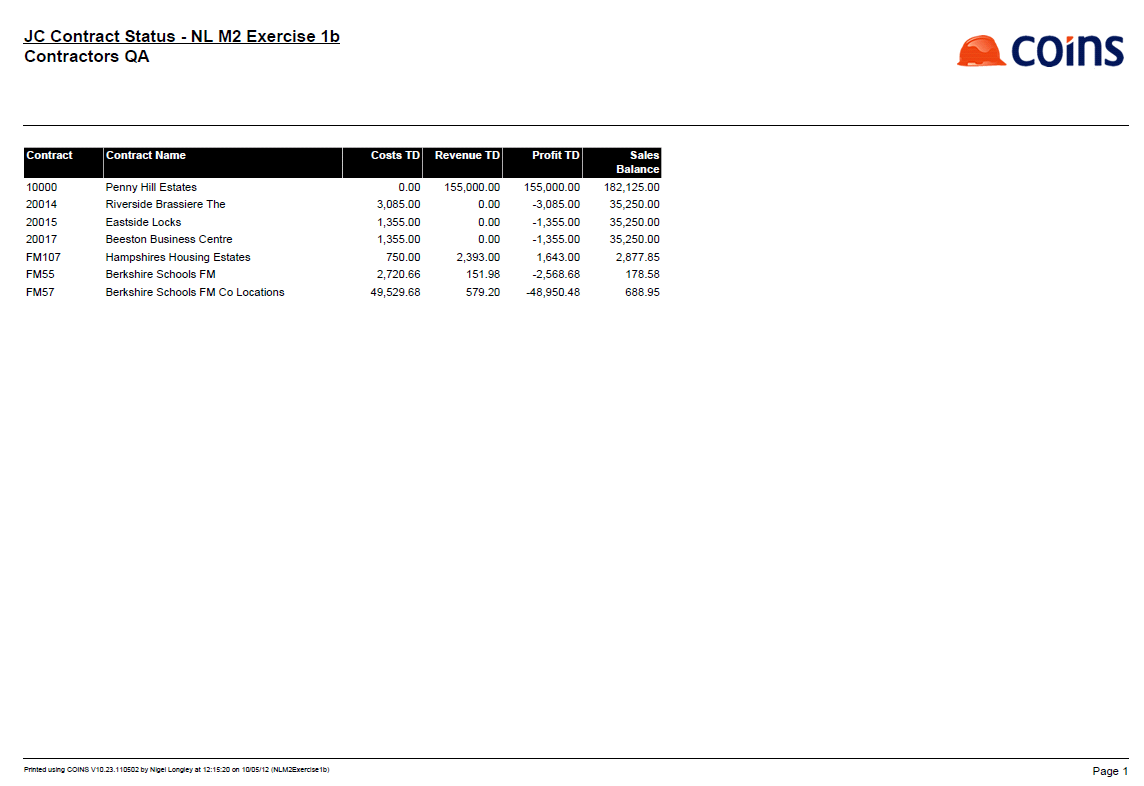 JC Contract Status - NL M2 Exercise 1b
Contractors QA
coins
Contract Contract Name Costs TD Revenue TD Profit TD Sales Balance
10000 Penny Hill Estates 0.00 155,000.00 155,000.00 182,125.00
20014 Riverside Brassiere The 3,085.00 0.00 -3,085.00 35,250.00
20015 Eastside Locks 1,355.00 0.00 -1,355.00 35,250.00
20017 Beeston Business Centre 1,355.00 0.00 -1,355.00 35,250.00
FM107 Hampshires Housing Estates 750.00 2,393.00 1,643.00 2,877.85
FM55 Berkshire Schools FM 2,720.66 151.98 -2,568.68 178.58
FM57 Berkshire Schools FM Co Locations 49,529.68 579.20 -48,950.48 688.95
Printed using COINS V10.23.110502 by Nigel Longley at 12:15:20 on 10/05/12 (NLM2Exercise1b)
Page 1